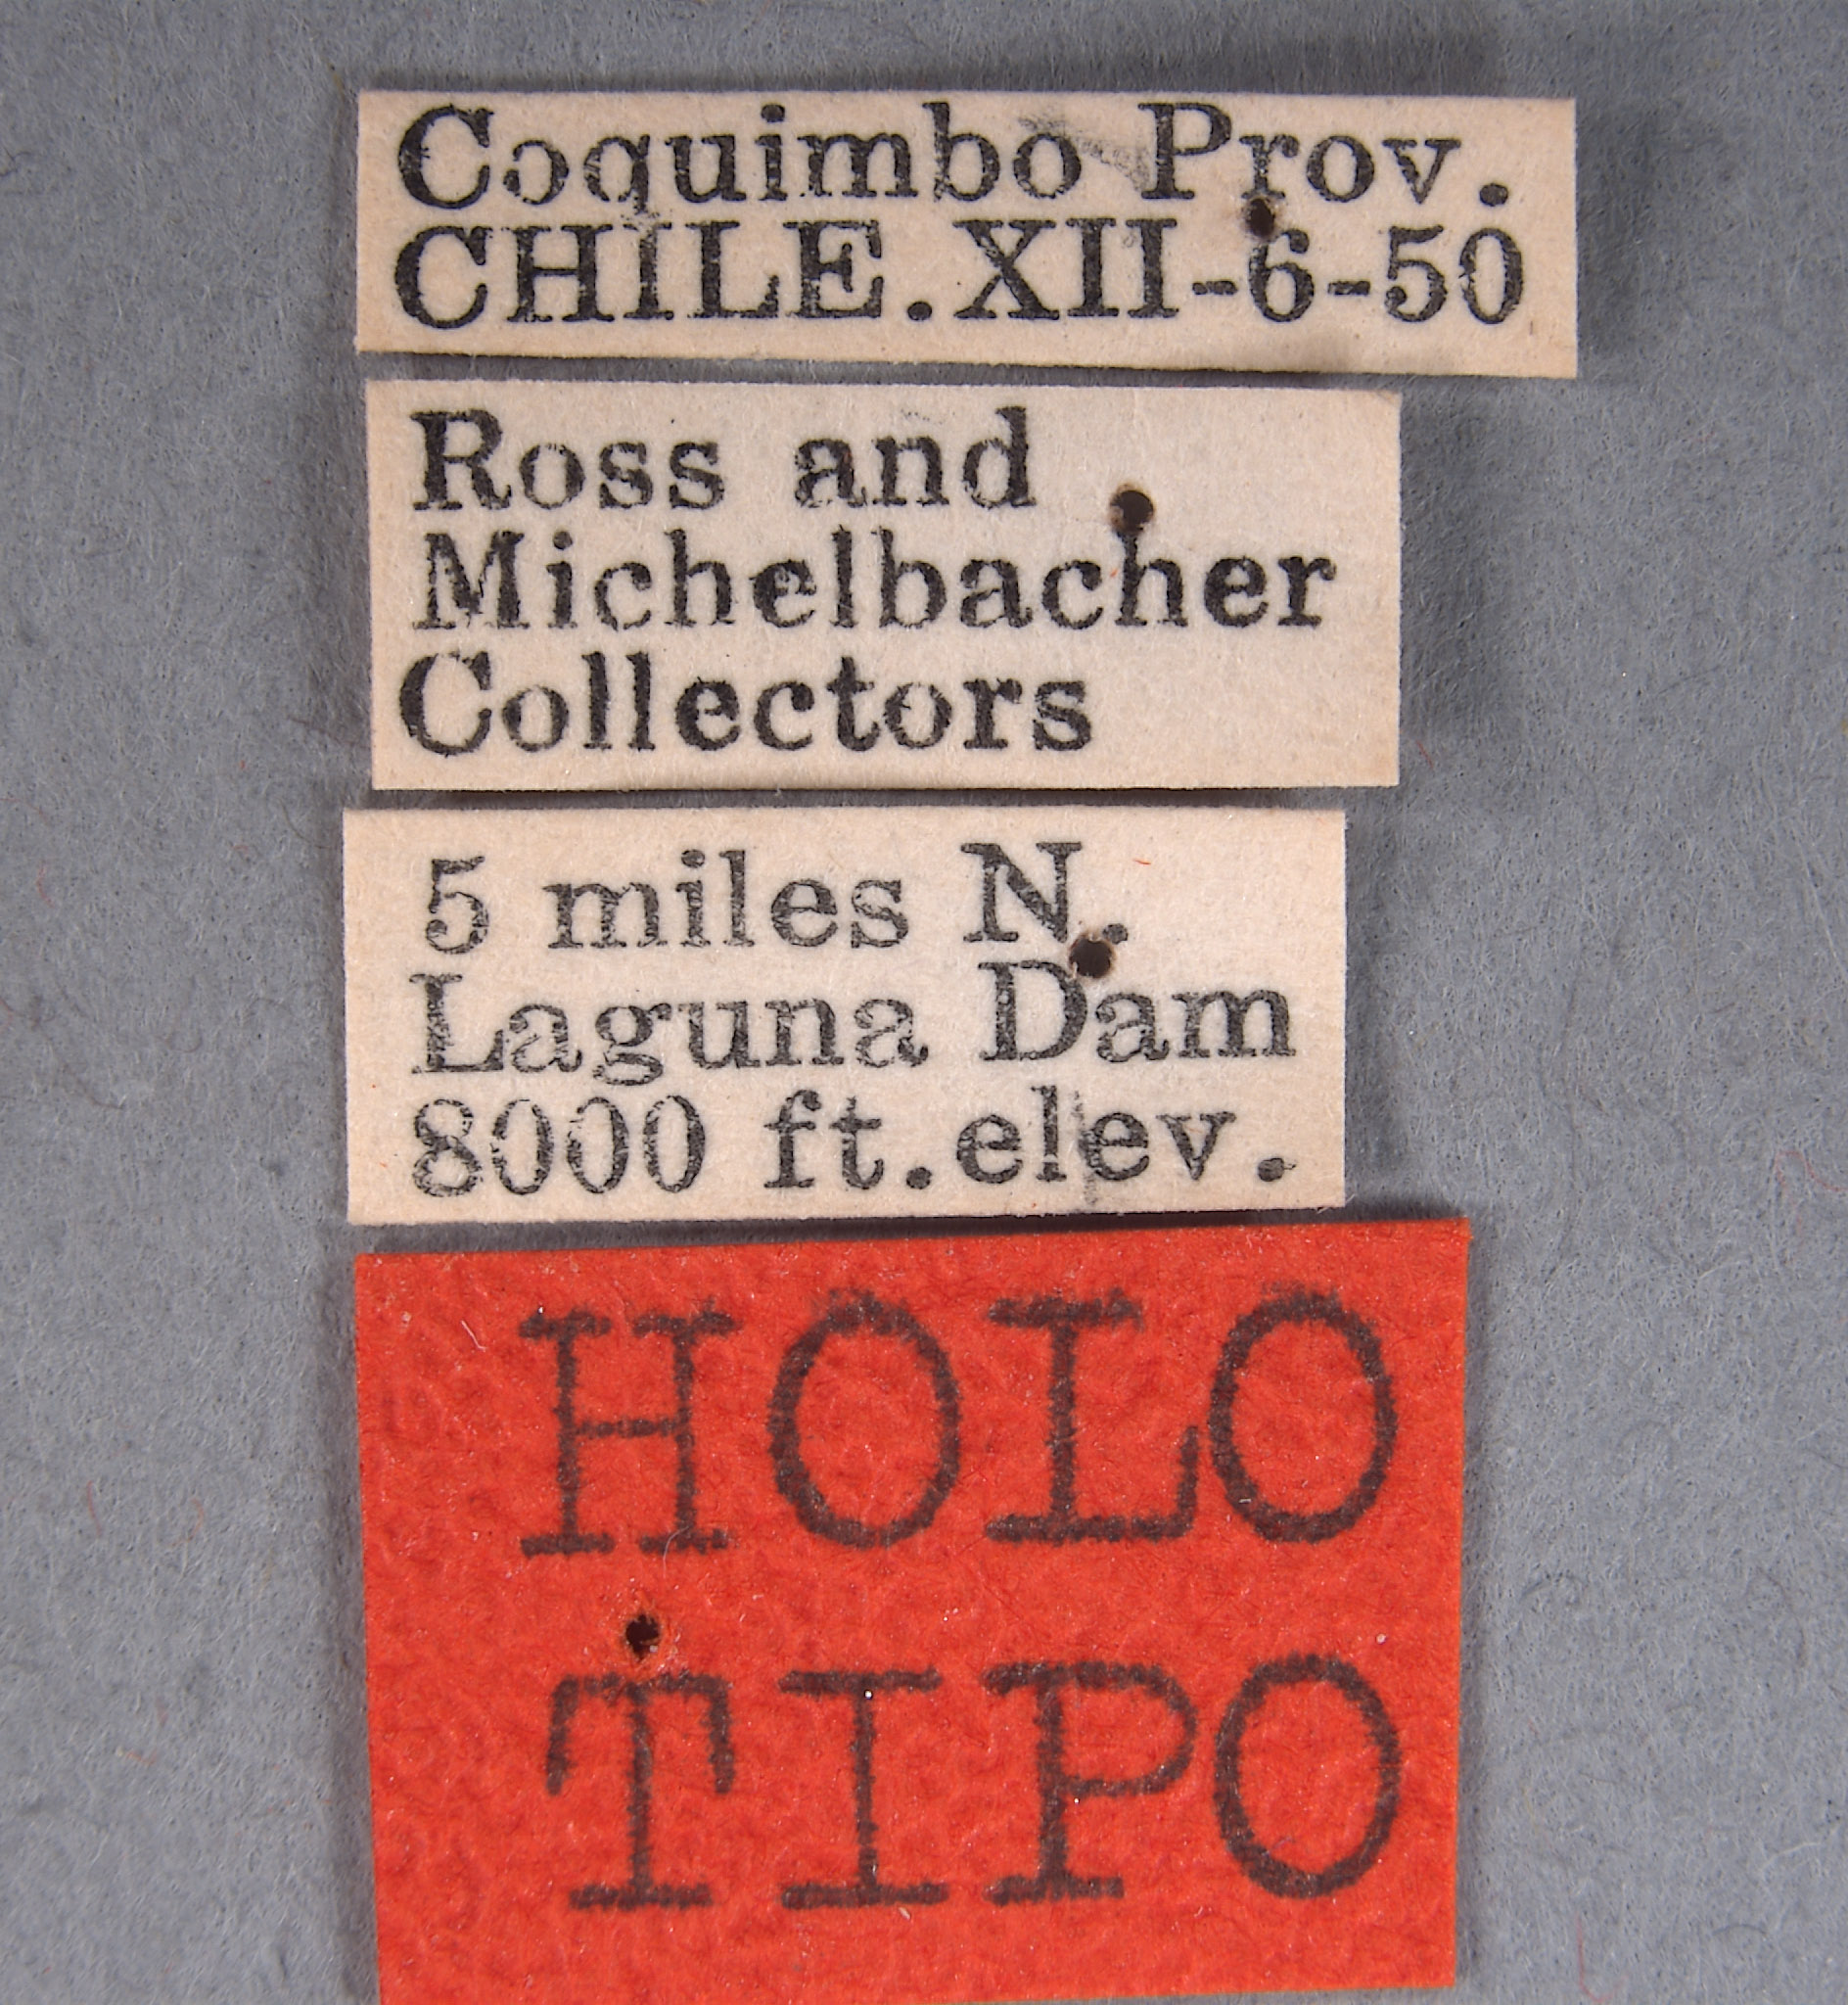 Coquimbo Prov.
CHILE.XII-6-50
Ross and
Michelbacher
Collectors
5 miles N.
Laguna Dam
8000 ft.elev.
HOLO
TIPO